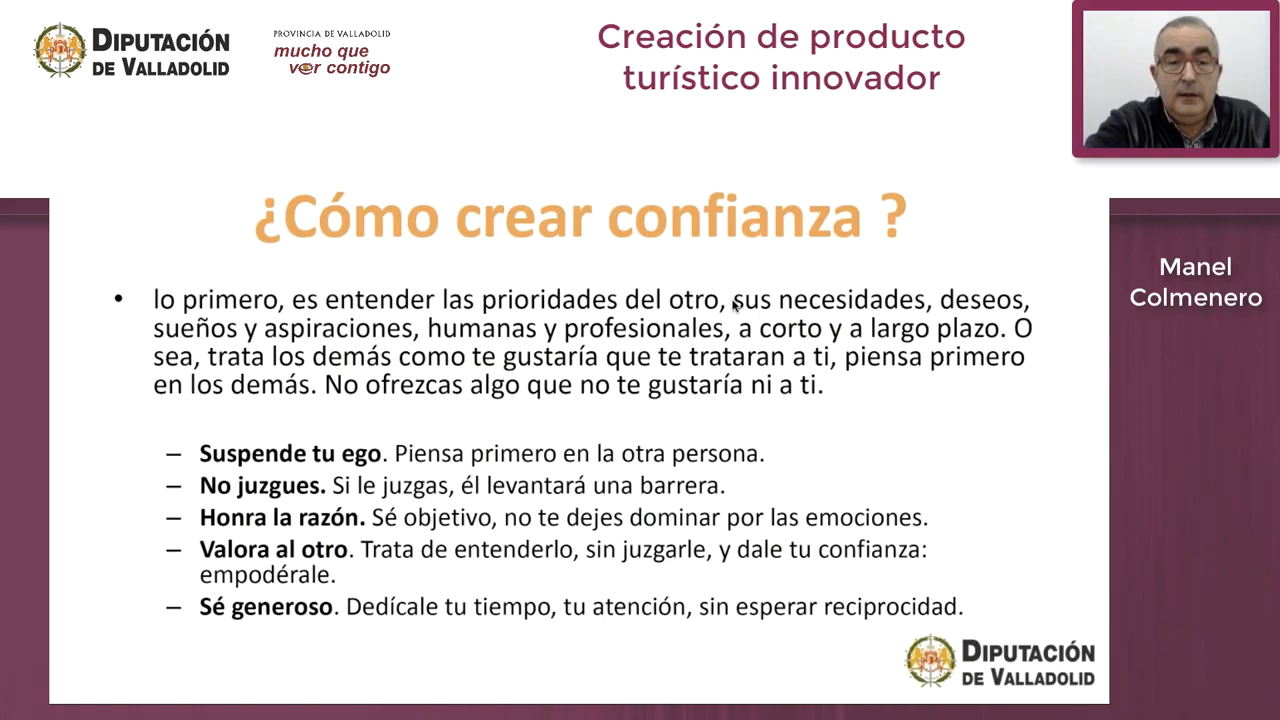 DIPUTACIÓN
DE VALLADOLID
PROVINCIA DE VALLADOLID
mucho que
ver contigo
Creación de producto
turístico innovador
¿Cómo crear confianza ?
• lo primero, es entender las prioridades del otro, sus necesidades, deseos,
sueños y aspiraciones, humanas y profesionales, a corto y a largo plazo. O
sea, trata los demás como te gustaría que te trataran a ti, piensa primero
en los demás. No ofrezcas algo que no te gustaría ni a ti.
– Suspende tu ego. Piensa primero en la otra persona.
– No juzgues. Si le juzgas, él levantará una barrera.
– Honra la razón. Sé objetivo, no te dejes dominar por las emociones.
– Valora al otro. Trata de entenderlo, sin juzgarle, y dale tu confianza:
empodérale.
– Sé generoso. Dedícale tu tiempo, tu atención, sin esperar reciprocidad.
Manel
Colmenero
DIPUTACIÓN
DE VALLADOLID